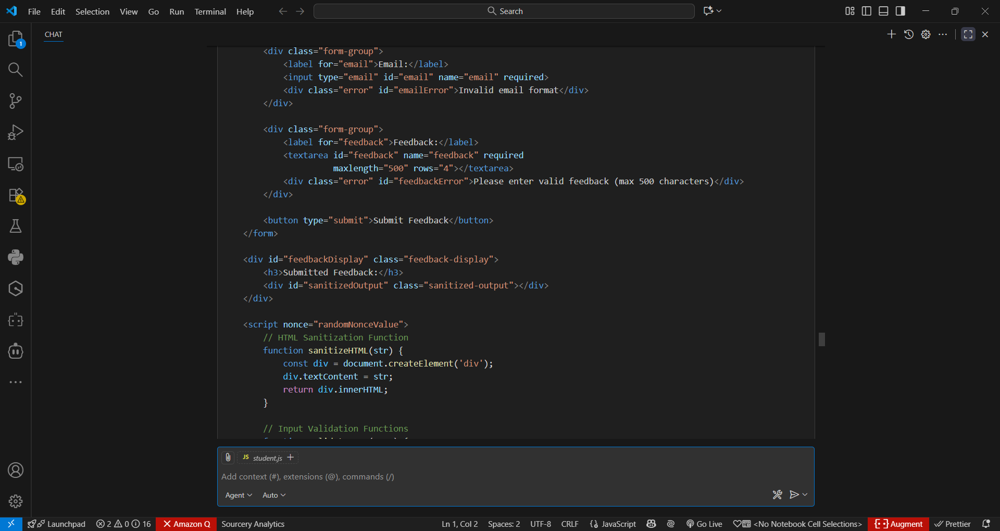 File Edit Selection View Go Run Terminal Help Search
CHAT
1
<div class="form-group">
<label for="email">Email:</label>
<input type="email" id="email" name="email" required>
<div class="error" id="emailError">Invalid email format</div>
</div>
<div class="form-group">
<label for="feedback">Feedback:</label>
<textarea id="feedback" name="feedback" required
maxlength="500" rows="4"></textarea>
<div class="error" id="feedbackError">Please enter valid feedback (max 500 characters)</div>
</div>
<button type="submit">Submit Feedback</button>
</form>
<div id="feedbackDisplay" class="feedback-display">
<h3>Submitted Feedback:</h3>
<div id="sanitizedOutput" class="sanitized-output"></div>
</div>
<script nonce="randomNonceValue">
// HTML Sanitization Function
function sanitizeHTML(str) {
const div = document.createElement('div');
div.textContent = str;
return div.innerHTML;
}
// Input Validation Functions
JS student.js
Add context (#), extensions (@), commands (/)
Agent Auto
Launchpad 2 0 16 Amazon Q Sourcery Analytics Ln 1, Col 2 Spaces: 2 UTF-8 CRLF {} JavaScript Go Live <No Notebook Cell Selections> Augment Prettier